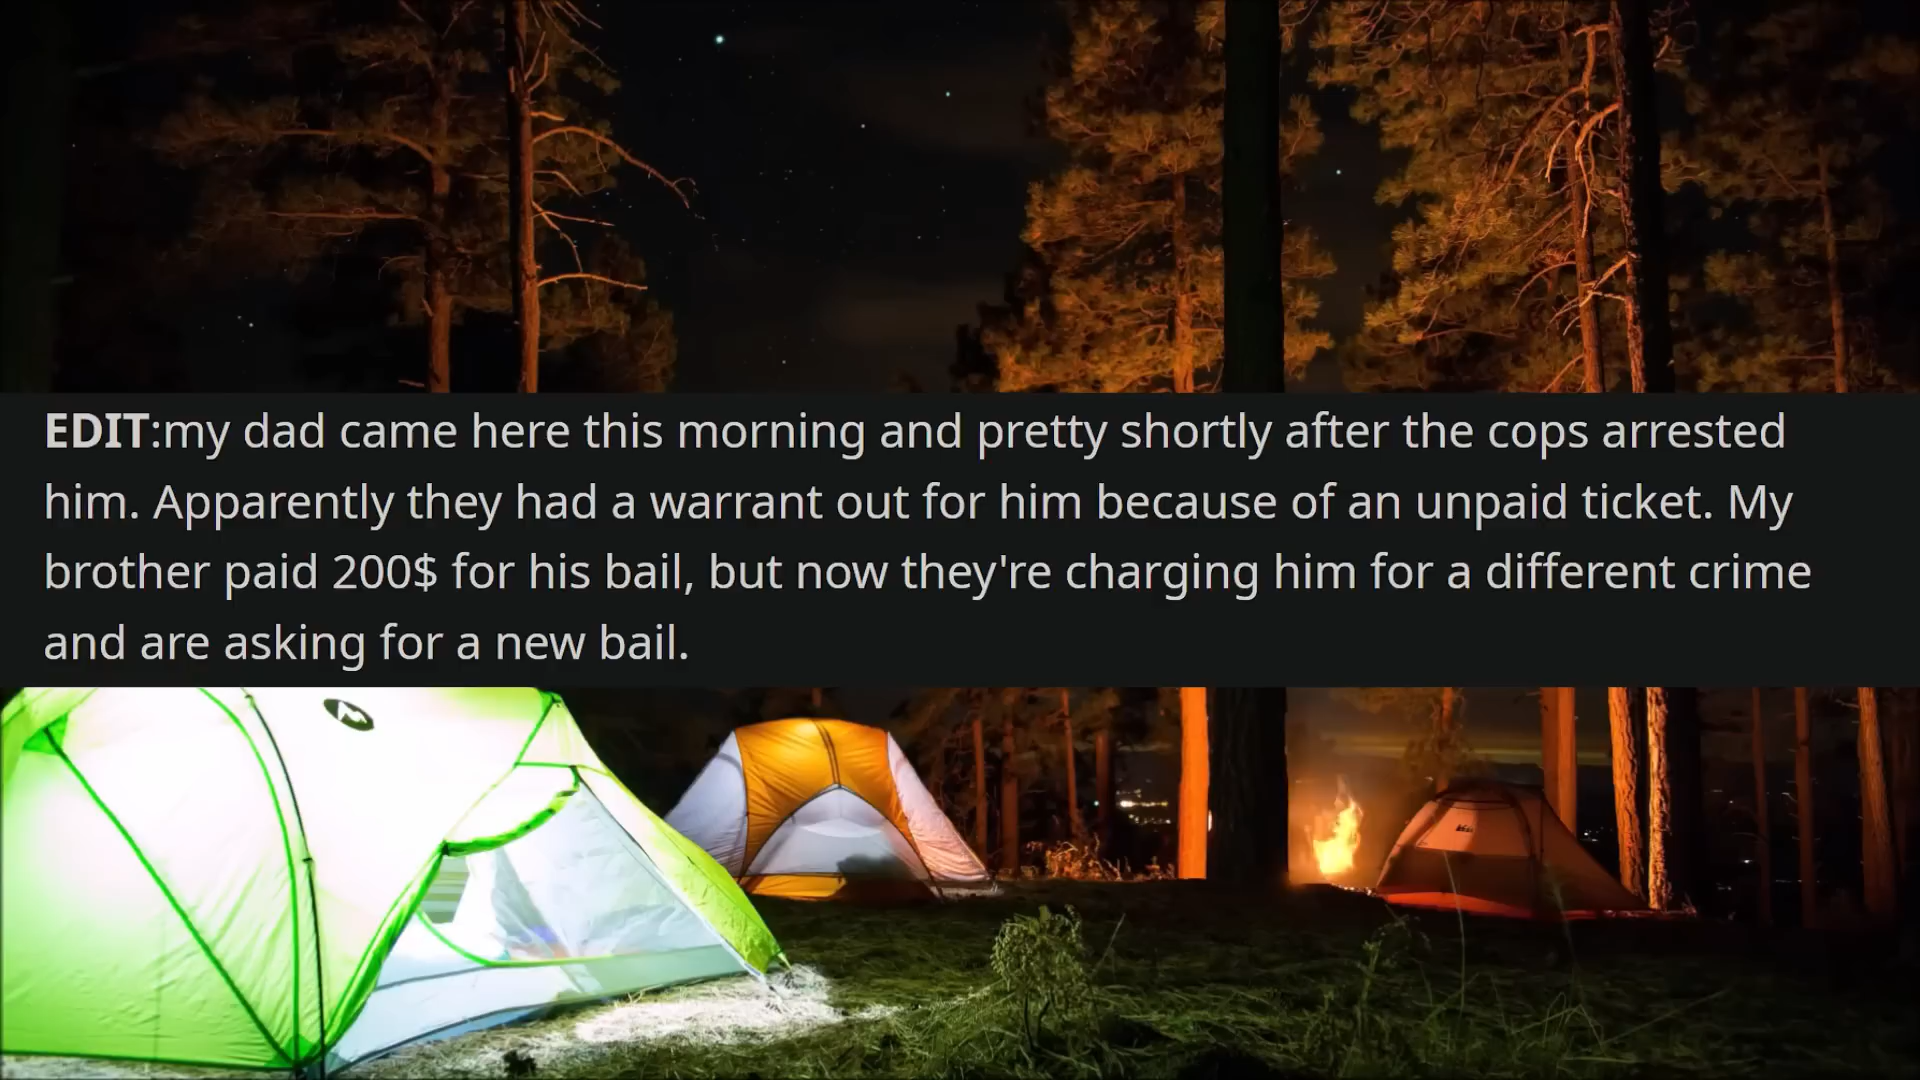 EDIT:my dad came here this morning and pretty shortly after the cops arrested
him. Apparently they had a warrant out for him because of an unpaid ticket. My
brother paid 200$ for his bail, but now they're charging him for a different crime
and are asking for a new bail.